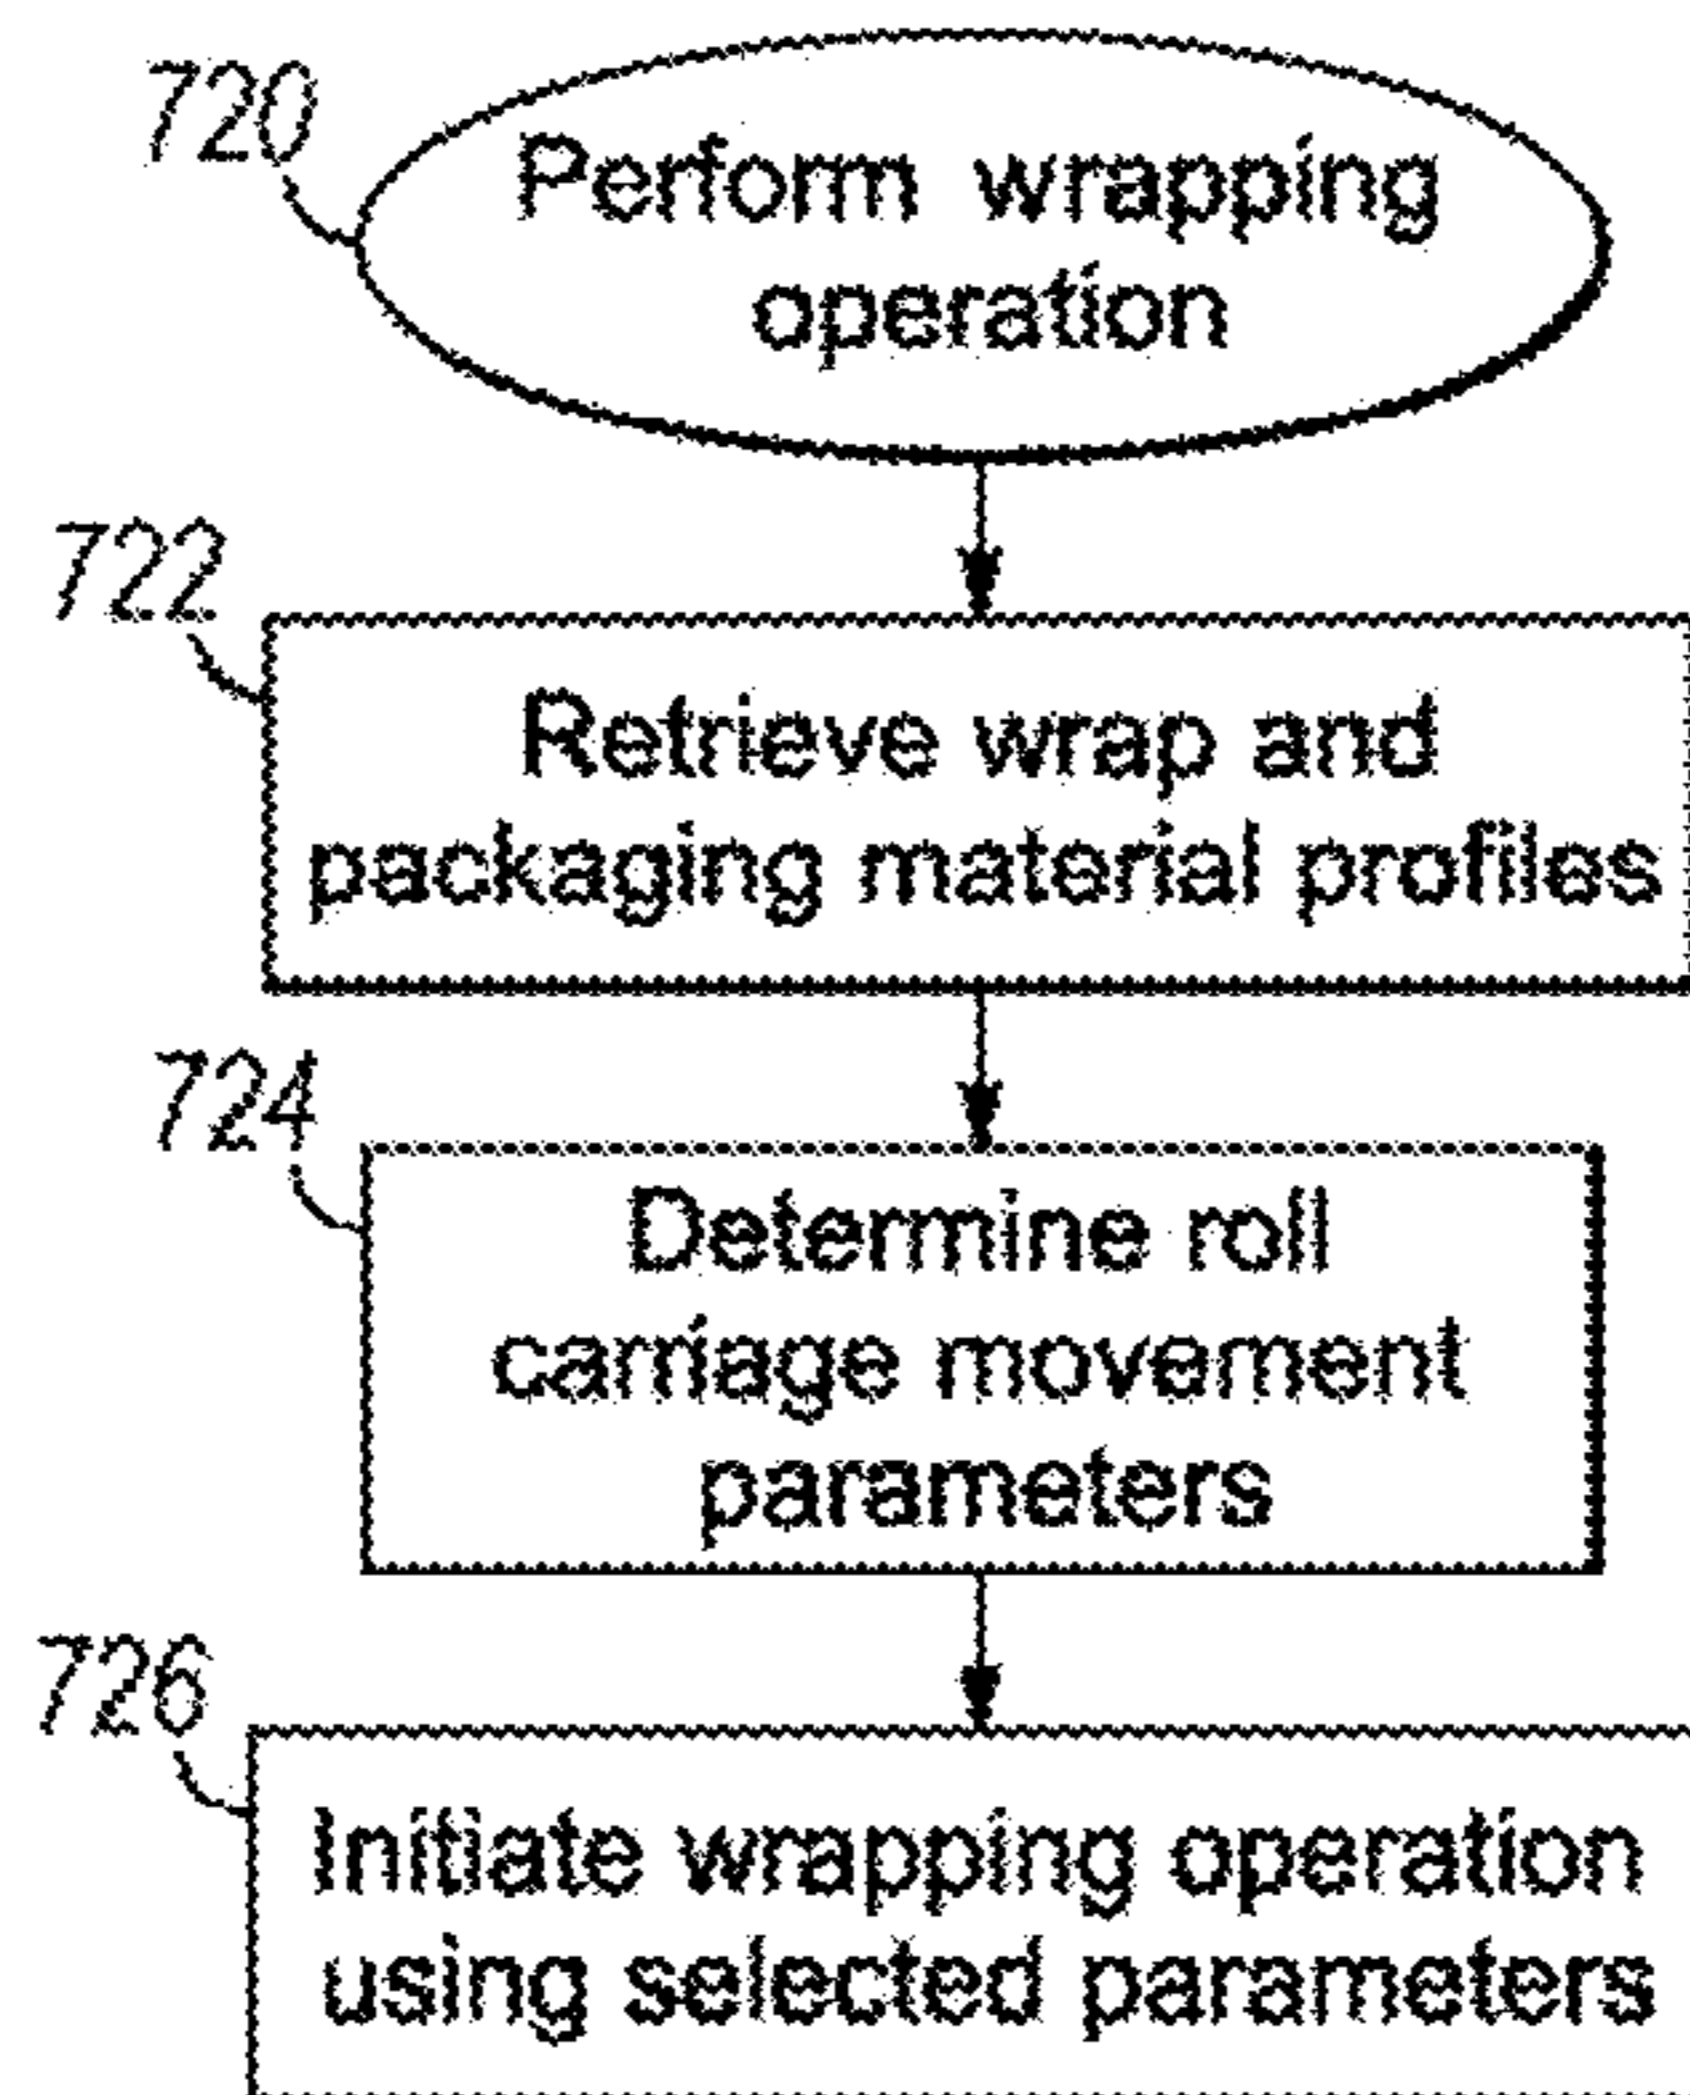 720
Perform wrapping
operation
722
Retrieve wrap and
packaging material profiles
724
Determine roll
carriage movement
parameters
726
Initiate wrapping operation
using selected parameters